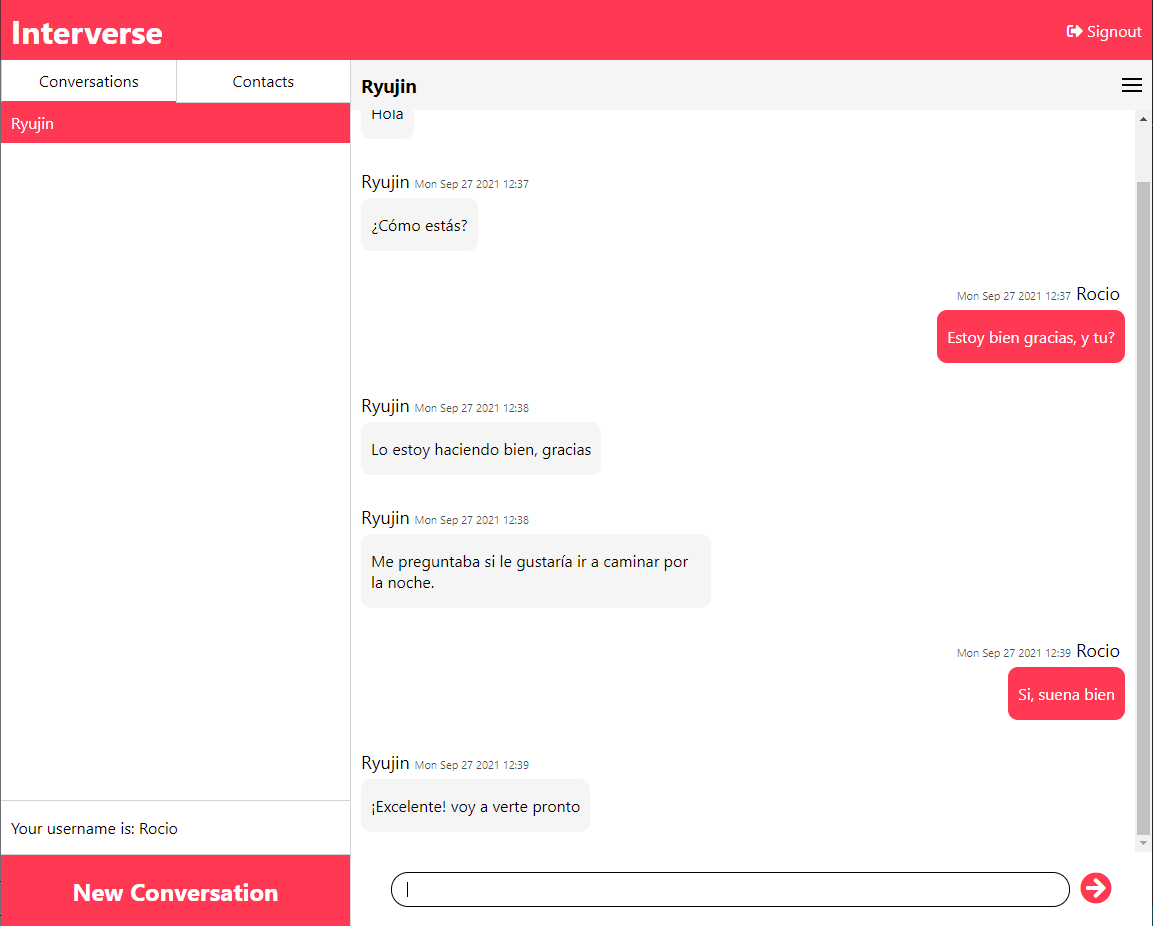 Interverse
Signout
Conversations
Contacts
Ryujin
Your username is: Rocio
New Conversation
Ryujin
Hola
Ryujin Mon Sep 27 2021 12:37
¿Cómo estás?
Mon Sep 27 2021 12:37 Rocio
Estoy bien gracias, y tu?
Ryujin Mon Sep 27 2021 12:38
Lo estoy haciendo bien, gracias
Ryujin Mon Sep 27 2021 12:38
Me preguntaba si le gustaría ir a caminar por
la noche.
Mon Sep 27 2021 12:39 Rocio
Si, suena bien
Ryujin Mon Sep 27 2021 12:39
¡Excelente! voy a verte pronto